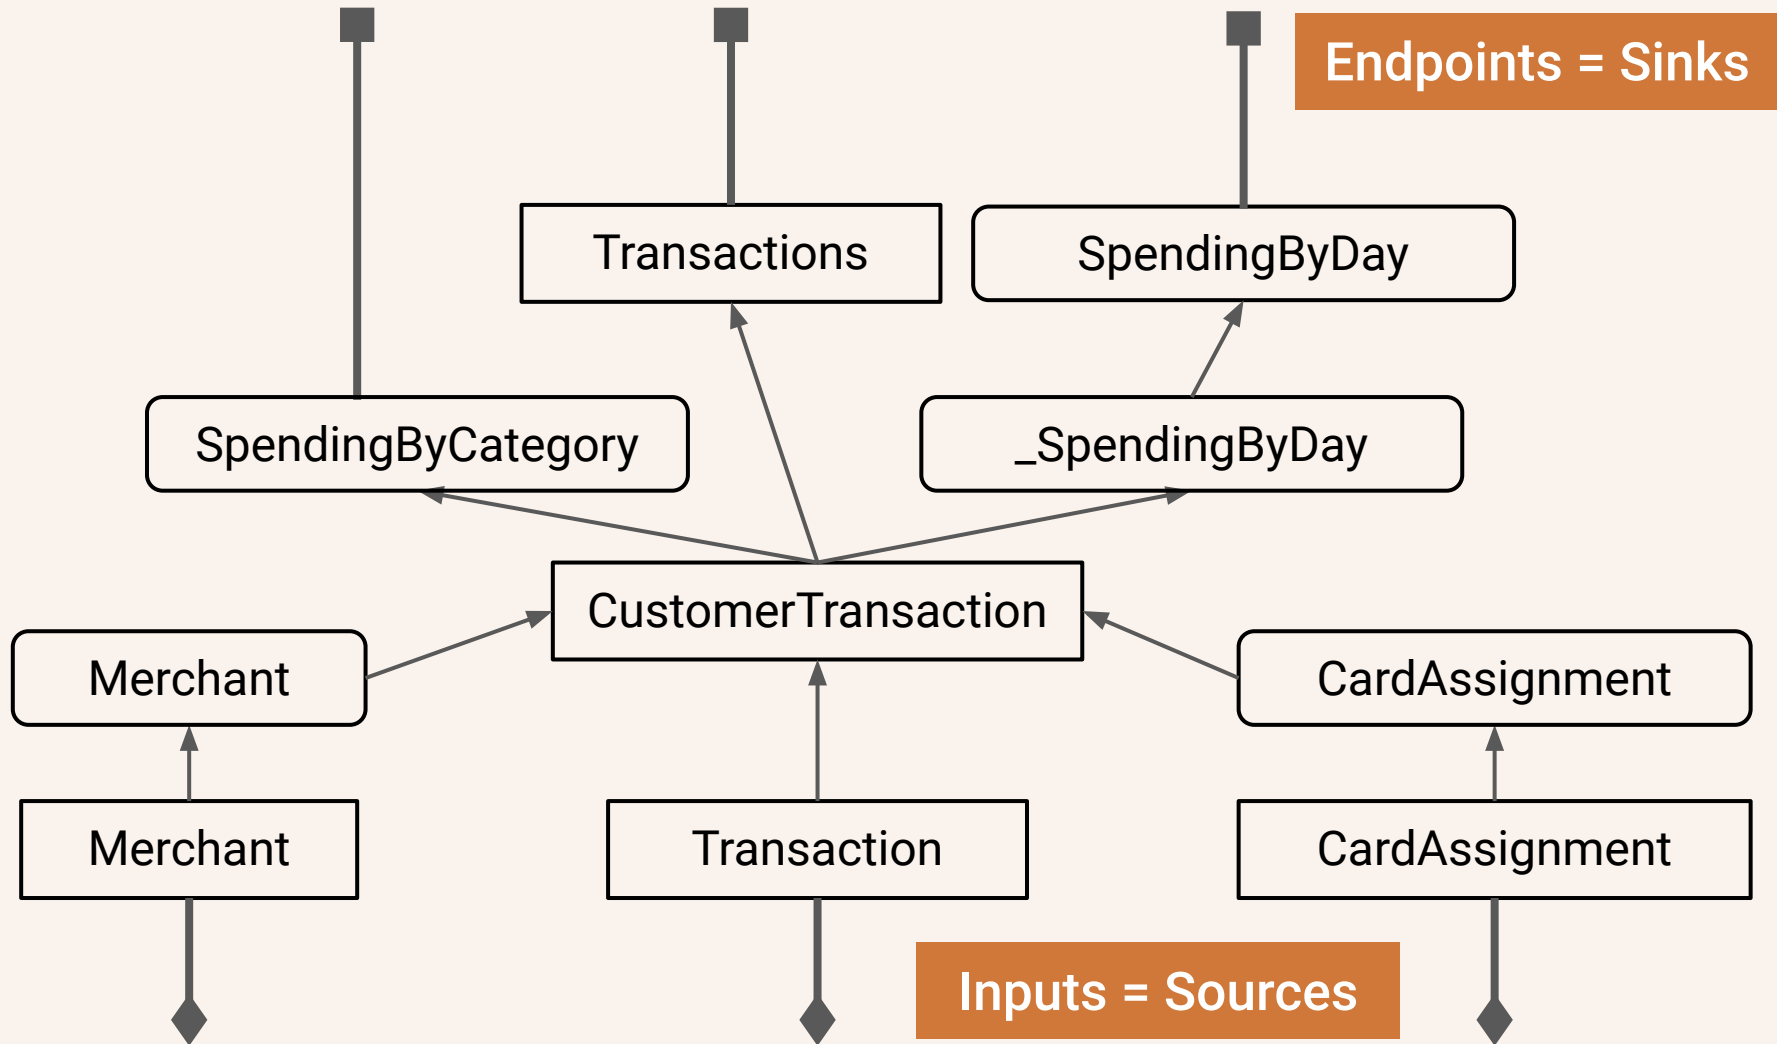 Endpoints = Sinks
Transactions
SpendingByDay
SpendingByCategory
_SpendingByDay
CustomerTransaction
Merchant
CardAssignment
Merchant
Transaction
CardAssignment
Inputs = Sources